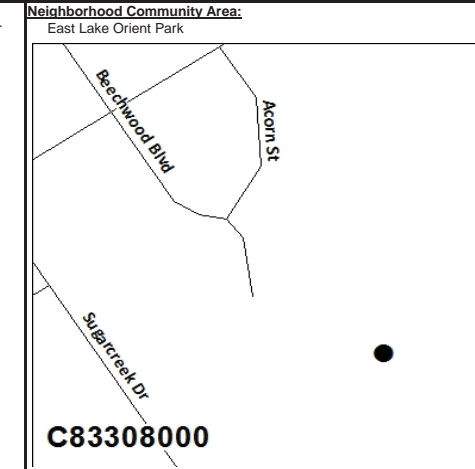 Neighborhood Community Area:
East Lake Orient Park
Beechwood Blvd
Acorn St
Sugarcreek Dr
C83308000